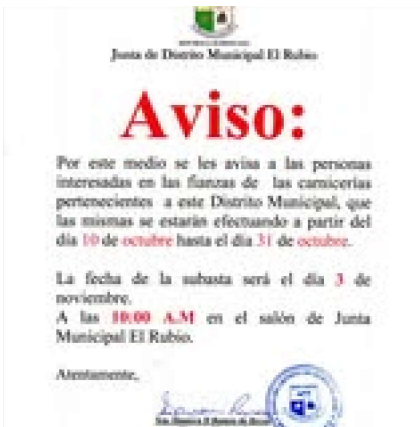 Junta de Distrito Municipal El Rubio
Aviso:
Por este medio se les avisa a las personas
interesadas en las fianzas de las carnicerías
pertenecientes a este Distrito Municipal, que
las mismas se estarán efectuando a partir del
día 10 de octubre hasta el día 31 de octubre.
La fecha de la subasta será el día 3 de
noviembre.
A las 10:00 A.M en el salón de Junta
Municipal El Rubio.
Atentamente,